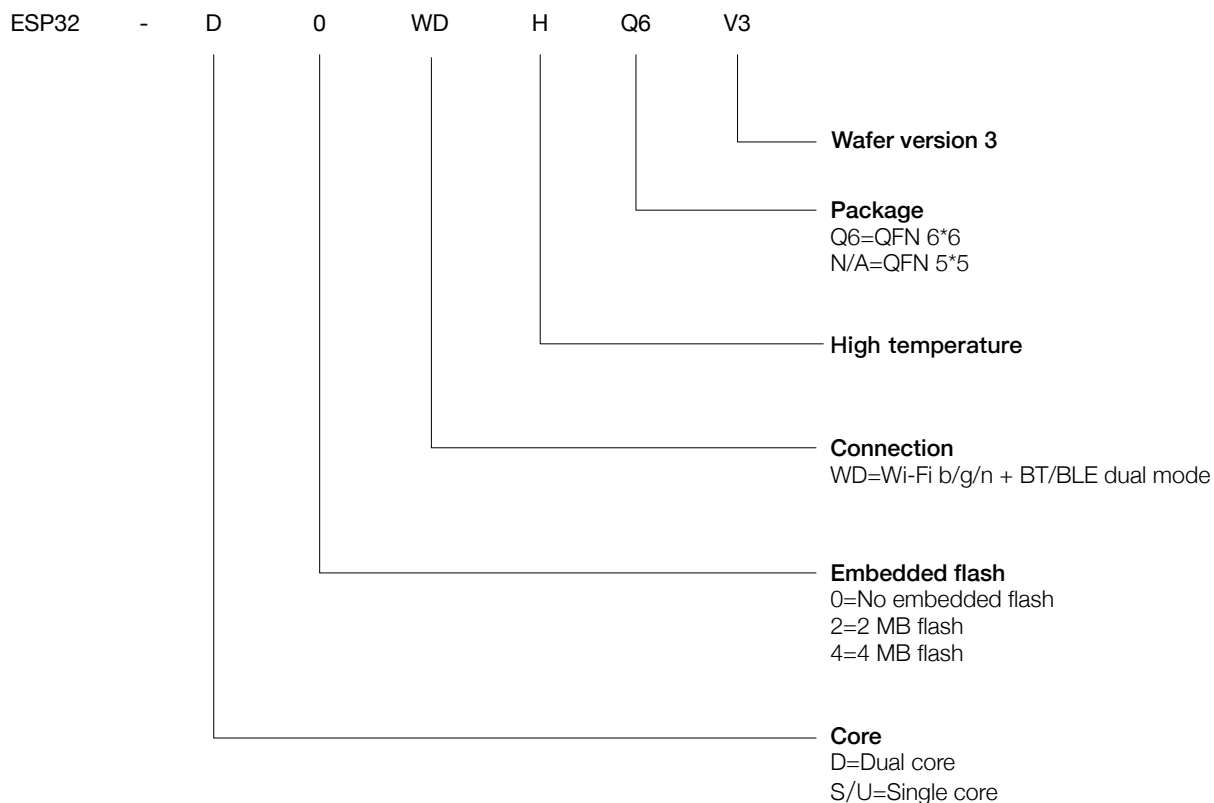 ESP32 - D 0 WD H Q6 V3
Wafer version 3
Package
Q6=QFN 6*6
N/A=QFN 5*5
High temperature
Connection
WD=Wi-Fi b/g/n + BT/BLE dual mode
Embedded flash
0=No embedded flash
2=2 MB flash
4=4 MB flash
Core
D=Dual core
S/U=Single core